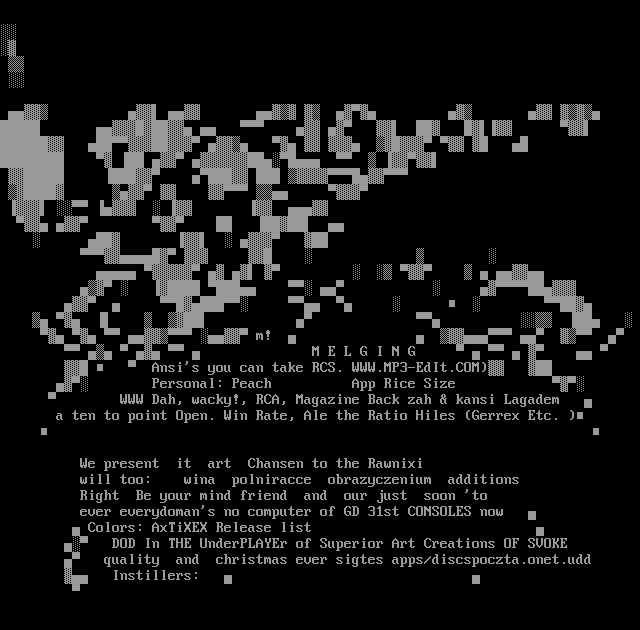 m!
M E L G I N G
Ansi's you can take RCS. WWW.MP3-EdIt.COM)
Personal: Peach App Rice Size
WWW Dah, wacky!, RCA, Magazine Back zah & kansi Lagadem
a ten to point Open. Win Rate, Ale the Ratio Hiles (Gerrex Etc. )
We present it art Chansen to the Rawnixi
will too: wina polniracce obrazyczenium additions
Right Be your mind friend and our just soon 'to
ever everydoman's no computer of GD 31st CONSOLES now
Colors: AxTiXEX Release list
DOD In THE UnderPLAYEr of Superior Art Creations OF SVOKE
quality and christmas ever sigtes apps/discspoczta.onet.udd
Instillers: